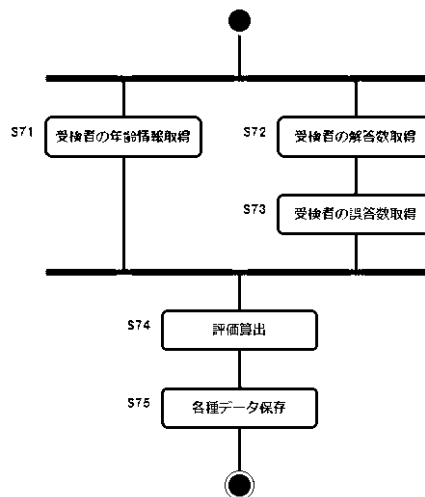 S71 受検者の年齢情報取得
S72 受検者の解答数取得
S73 受検者の誤答数取得
S74 評価算出
S75 各種データ保存